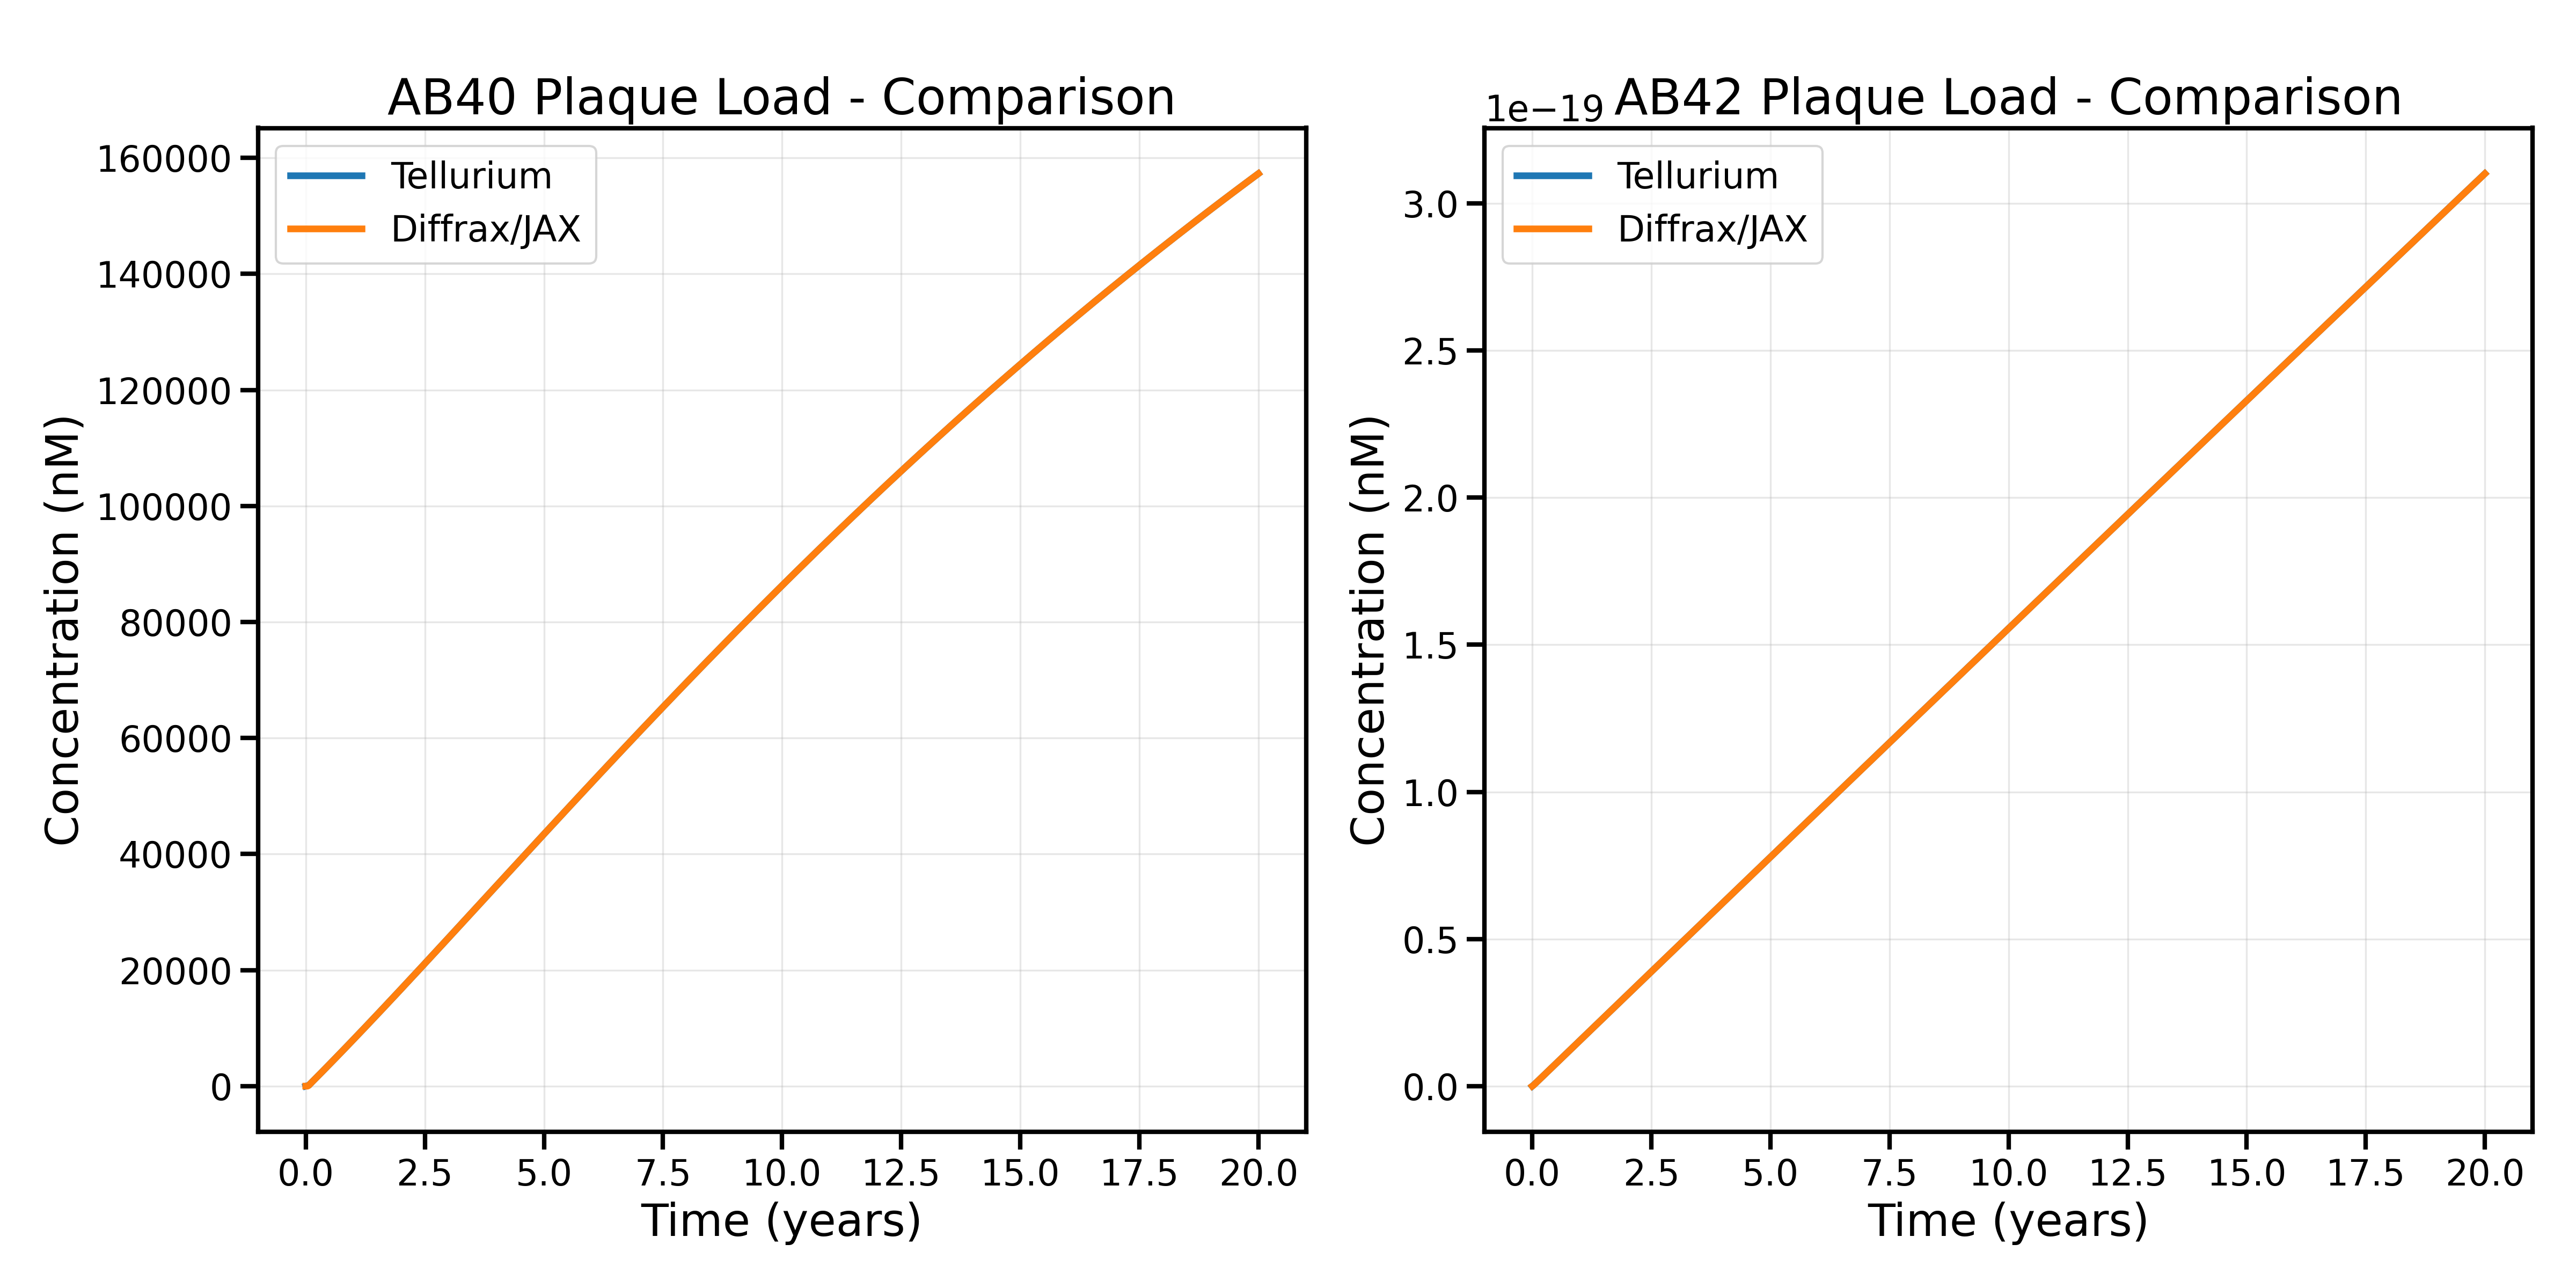 AB40 Plaque Load - Comparison
Concentration (nM)
160000
140000
120000
100000
80000
60000
40000
20000
0
Tellurium
Diffrax/JAX
0.0 2.5 5.0 7.5 10.0 12.5 15.0 17.5 20.0
Time (years)
1e−19
AB42 Plaque Load - Comparison
Concentration (nM)
3.0
2.5
2.0
1.5
1.0
0.5
0.0
Tellurium
Diffrax/JAX
0.0 2.5 5.0 7.5 10.0 12.5 15.0 17.5 20.0
Time (years)